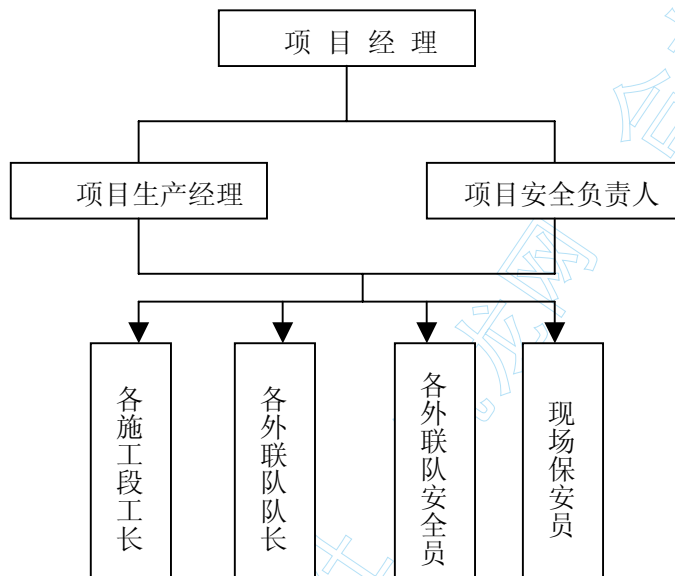 项 目 经 理
项目生产经理
项目安全负责人
各施工段工长
各外联队队长
各外联队安全员
现场保安员
龙网